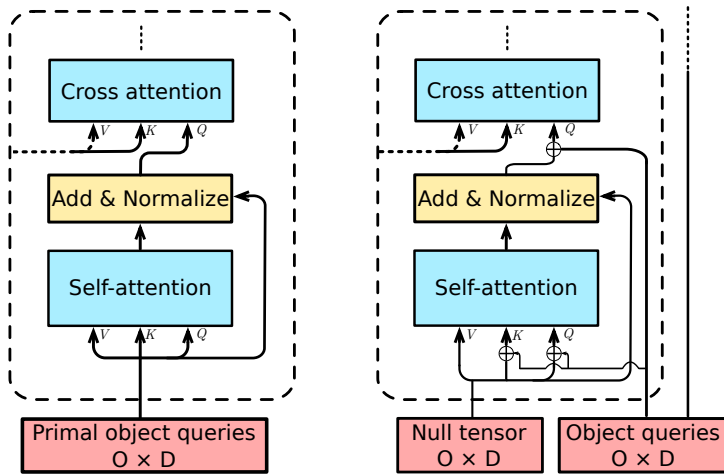 Cross attention
V K Q
Add & Normalize
Self-attention
V K Q
Primal object queries
O × D
Cross attention
V K Q
Add & Normalize
Self-attention
V K Q
Null tensor
O × D
Object queries
O × D